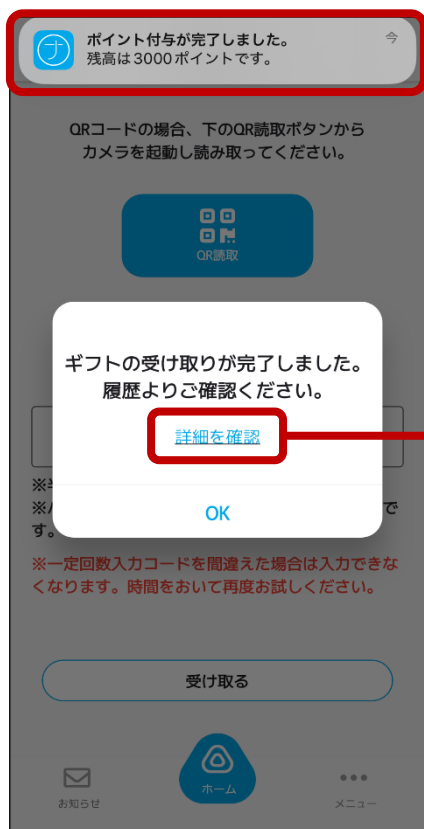 ナ
ポイント付与が完了しました。
今
残高は3000ポイントです。
QRコードの場合、下のQR読取ボタンから
カメラを起動し読み取ってください。
QR読取
ギフトの受け取りが完了しました。
履歴よりご確認ください。
詳細を確認
OK
※
※
で
す。
※一定回数入力コードを間違えた場合は入力できな
くなります。時間をおいて再度お試しください。
受け取る
お知らせ
ホーム
メニュー